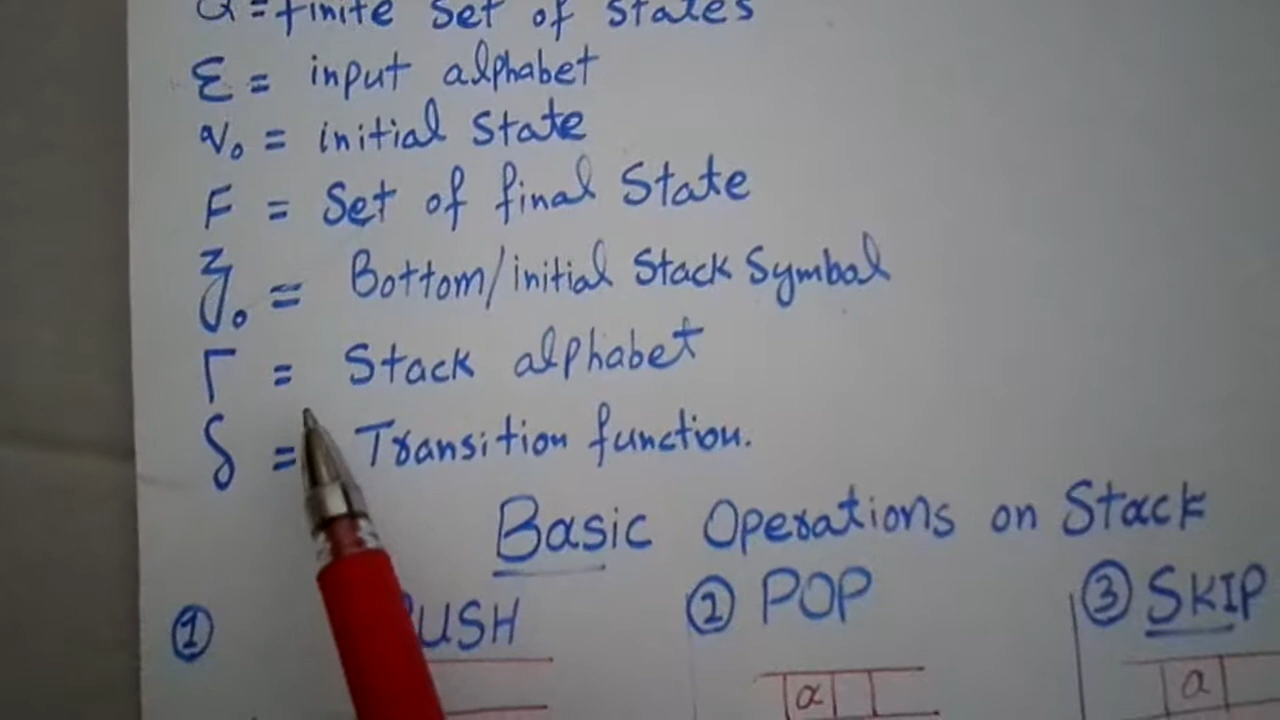 Q = finite set of states
Σ = input alphabet
q₀ = initial State
F = Set of final State
z₀ = Bottom/initial Stack Symbol
Γ = Stack alphabet
δ = Transition function.
Basic Operations on Stack
① PUSH ② POP ③ SKIP
a a